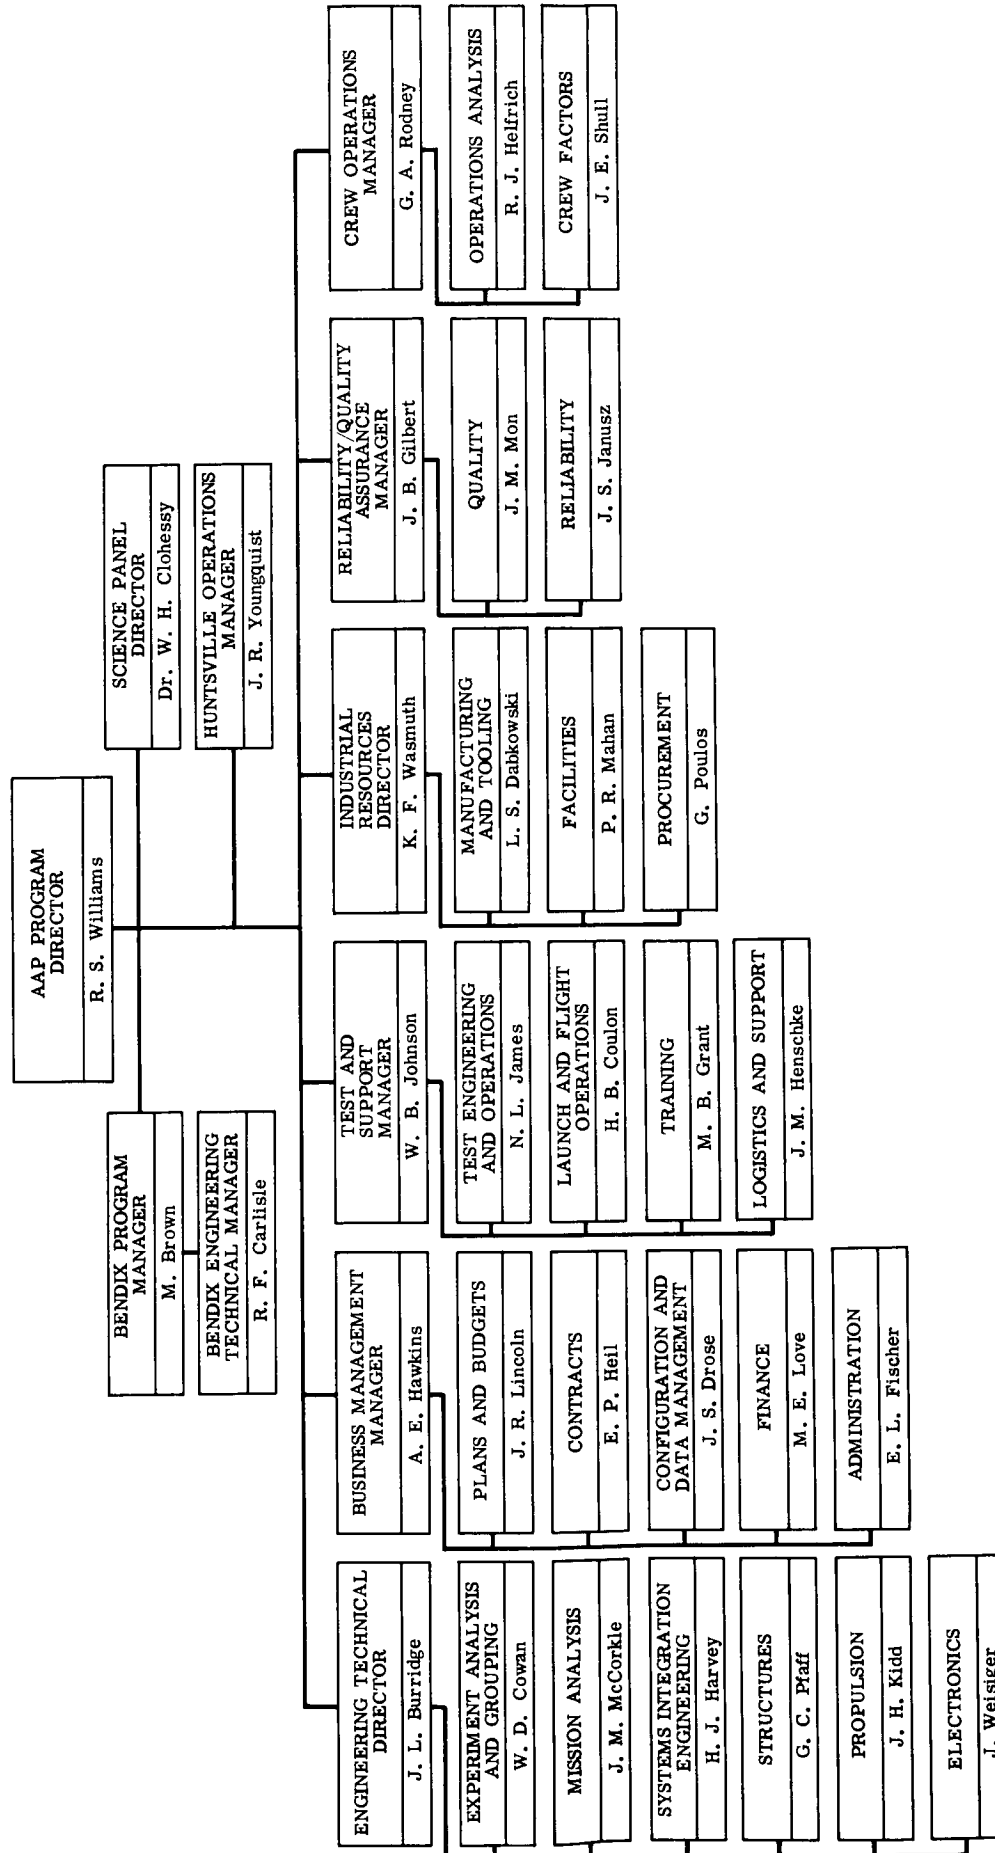 AAP PROGRAM
DIRECTOR
R. S. Williams
BENDIX PROGRAM
MANAGER
M. Brown
BENDIX ENGINEERING
TECHNICAL MANAGER
R. F. Carlisle
SCIENCE PANEL
DIRECTOR
Dr. W. H. Clohessy
HUNTSVILLE OPERATIONS
MANAGER
J. R. Youngquist
ENGINEERING TECHNICAL
DIRECTOR
J. L. Burridge
EXPERIMENT ANALYSIS
AND GROUPING
W. D. Cowan
MISSION ANALYSIS
J. M. McCorkle
SYSTEMS INTEGRATION
ENGINEERING
H. J. Harvey
STRUCTURES
G. C. Pfaff
PROPULSION
J. H. Kidd
ELECTRONICS
J. Weisiger
BUSINESS MANAGEMENT
MANAGER
A. E. Hawkins
PLANS AND BUDGETS
J. R. Lincoln
CONTRACTS
E. P. Heil
CONFIGURATION AND
DATA MANAGEMENT
J. S. Drose
FINANCE
M. E. Love
ADMINISTRATION
E. L. Fischer
TEST AND
SUPPORT
MANAGER
W. B. Johnson
TEST ENGINEERING
AND OPERATIONS
N. L. James
LAUNCH AND FLIGHT
OPERATIONS
H. B. Coulon
TRAINING
M. B. Grant
LOGISTICS AND SUPPORT
J. M. Henschke
INDUSTRIAL
RESOURCES
DIRECTOR
K. F. Wasmuth
MANUFACTURING
AND TOOLING
L. S. Dabkowski
FACILITIES
P. R. Mahan
PROCUREMENT
G. Poulos
RELIABILITY/QUALITY
ASSURANCE
MANAGER
J. B. Gilbert
QUALITY
J. M. Mon
RELIABILITY
J. S. Janusz
CREW OPERATIONS
MANAGER
G. A. Rodney
OPERATIONS ANALYSIS
R. J. Helfrich
CREW FACTORS
J. E. Shull